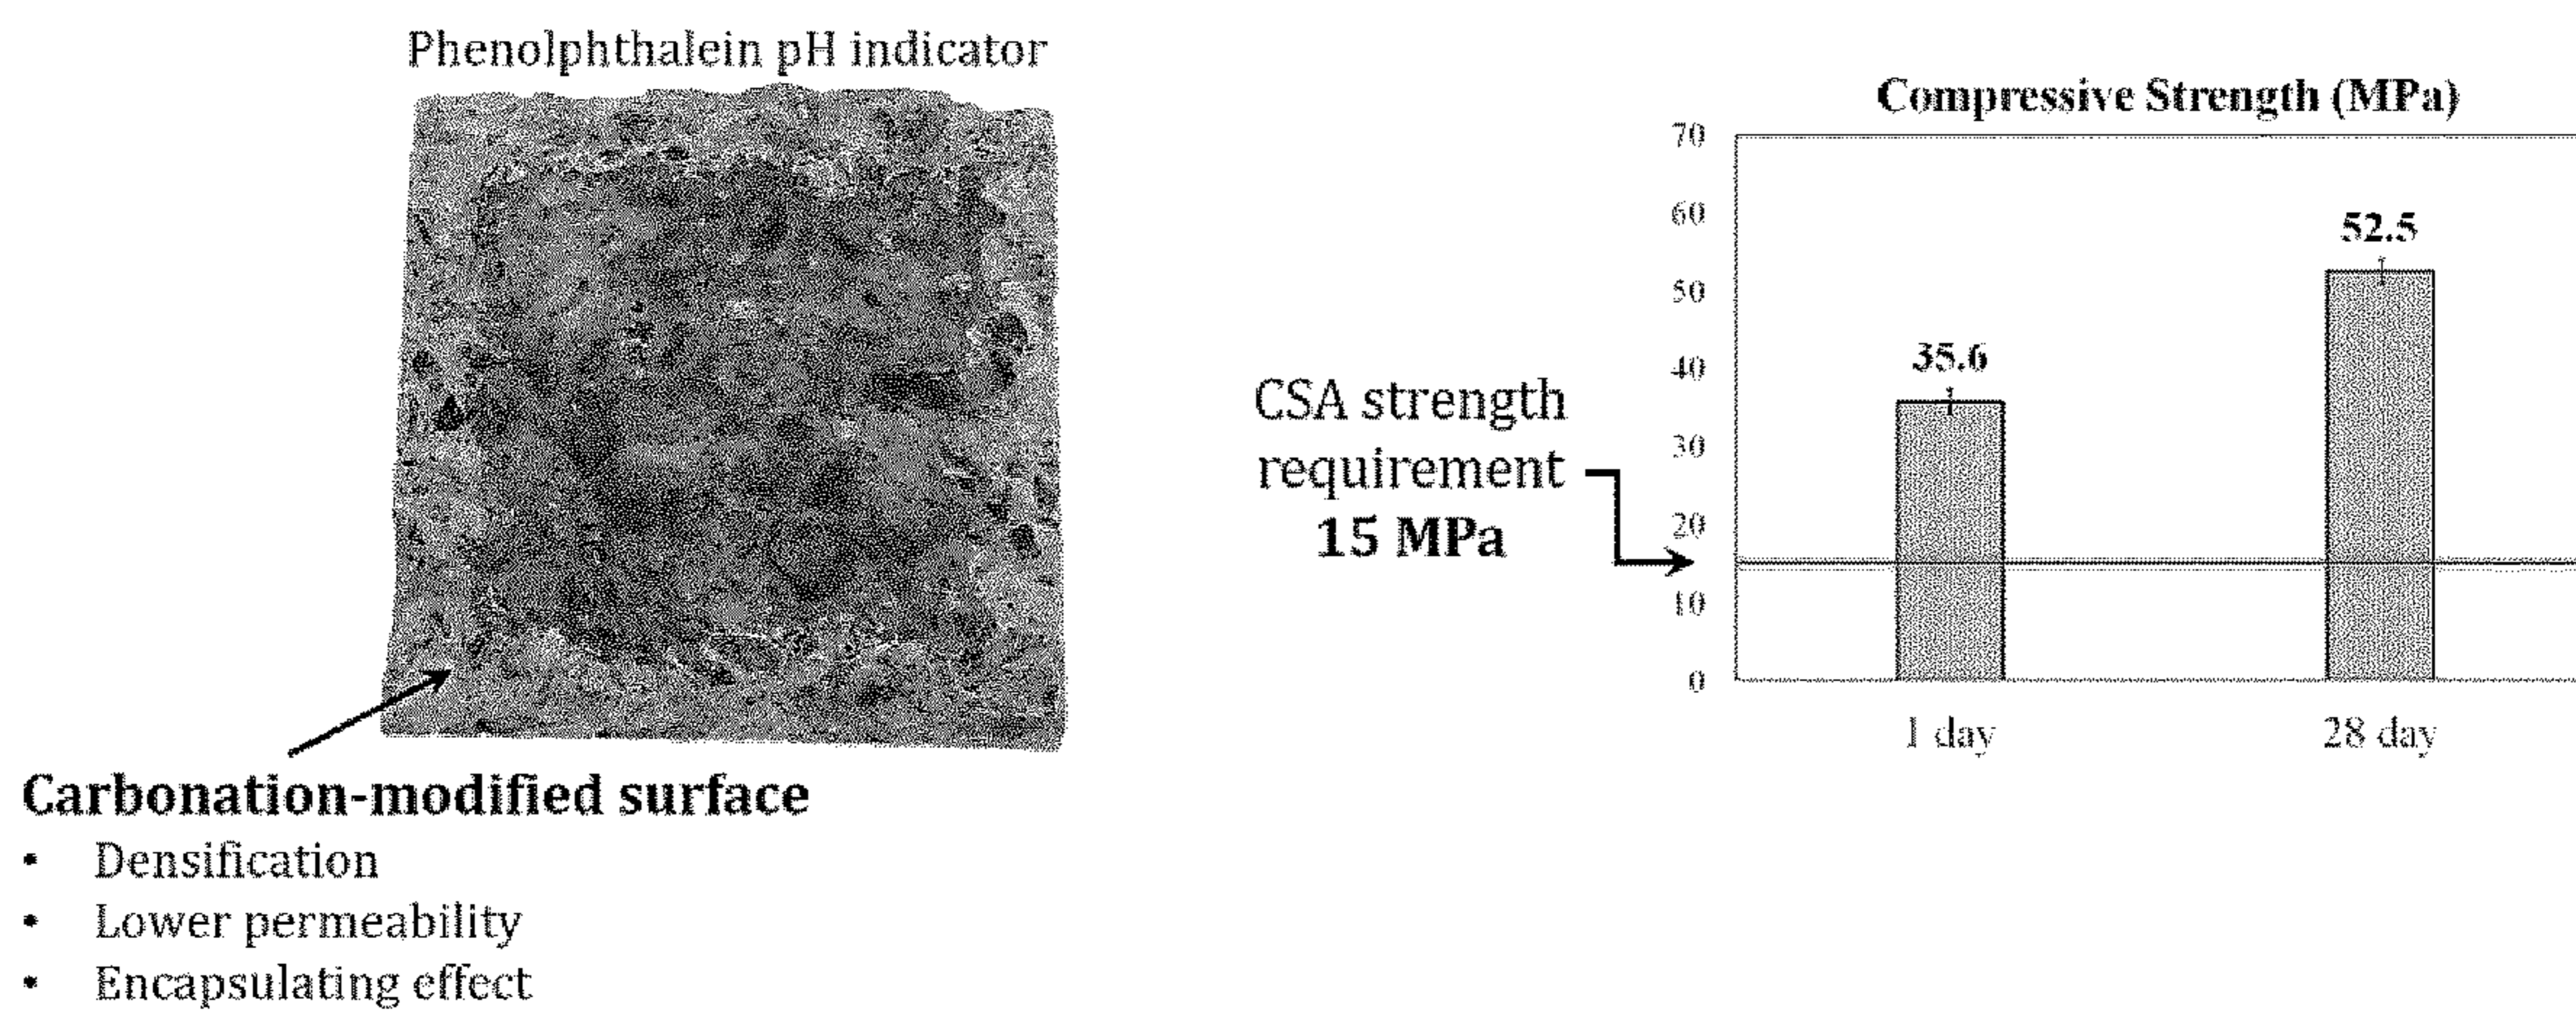 Phenolphthalein pH indicator
Carbonation-modified surface
• Densification
• Lower permeability
• Encapsulating effect
CSA strength
requirement
15 MPa
Compressive Strength (MPa)
70
60
50
40
30
20
10
0
35.6
52.5
1 day
28 day